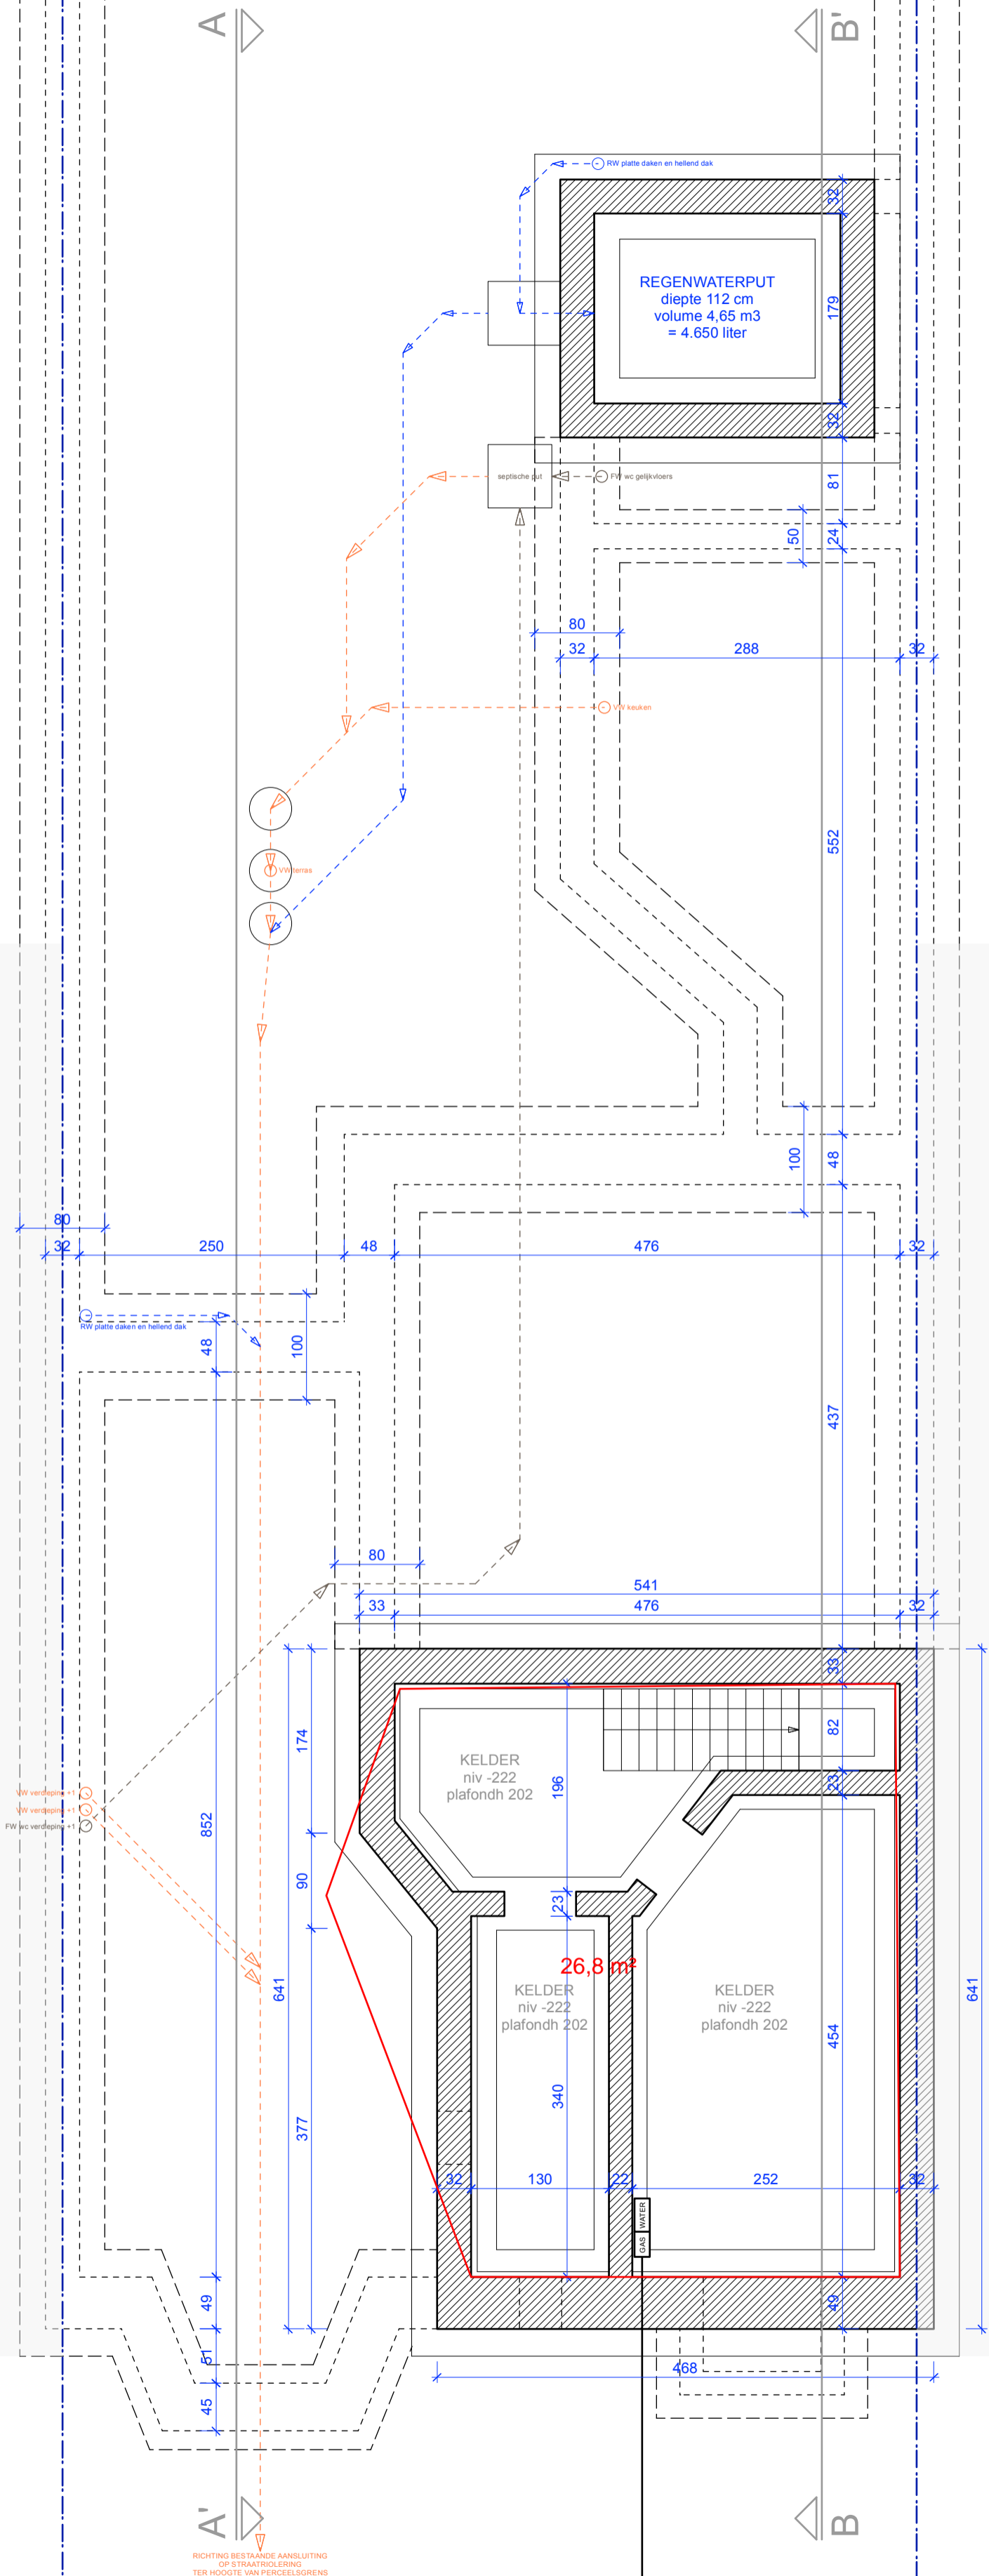 A
B'
RW platte daken en hellend dak
32
REGENWATERPUT
diepte 112 cm
volume 4,65 m3
= 4.650 liter
179
32
septische put
FW wc gelijkvloers
81
50
24
80
32
288
32
VW keuken
552
VW terras
100
48
80
32
250
48
476
32
RW platte daken en hellend dak
48
100
437
80
541
33
476
32
33
174
82
KELDER
niv -222
plafondh 202
196
23
VW verdieping +1
VW verdieping +1
FW wc verdieping +1
852
90
23
26,8 m²
641
KELDER
niv -222
plafondh 202
KELDER
niv -222
plafondh 202
641
454
340
377
32
130
22
252
32
WATER
GAS
49
49
51
468
45
A'
B
RICHTING BESTAANDE AANSLUITING
OP STRAATRIOLERING
TER HOOGTE VAN PERCEELSGRENS